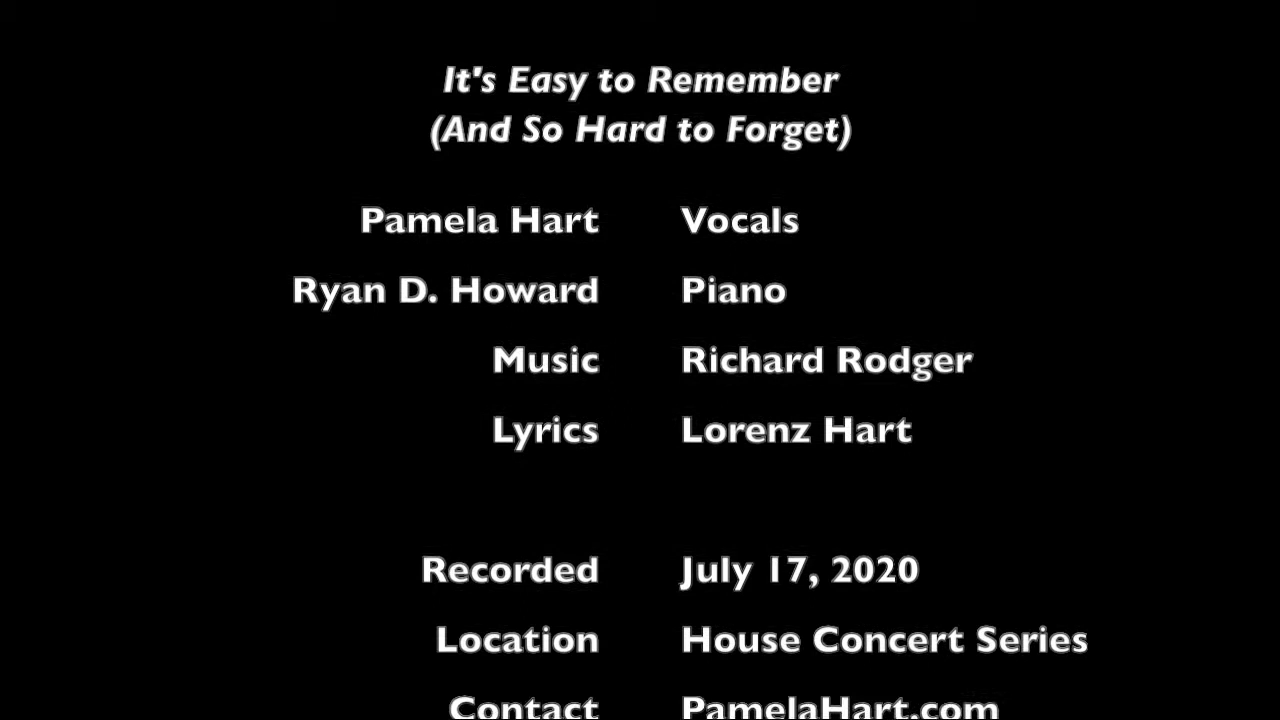 It's Easy to Remember
(And So Hard to Forget)
Pamela Hart Vocals
Ryan D. Howard Piano
Music Richard Rodger
Lyrics Lorenz Hart
Recorded July 17, 2020
Location House Concert Series
Contact PamelaHart.com